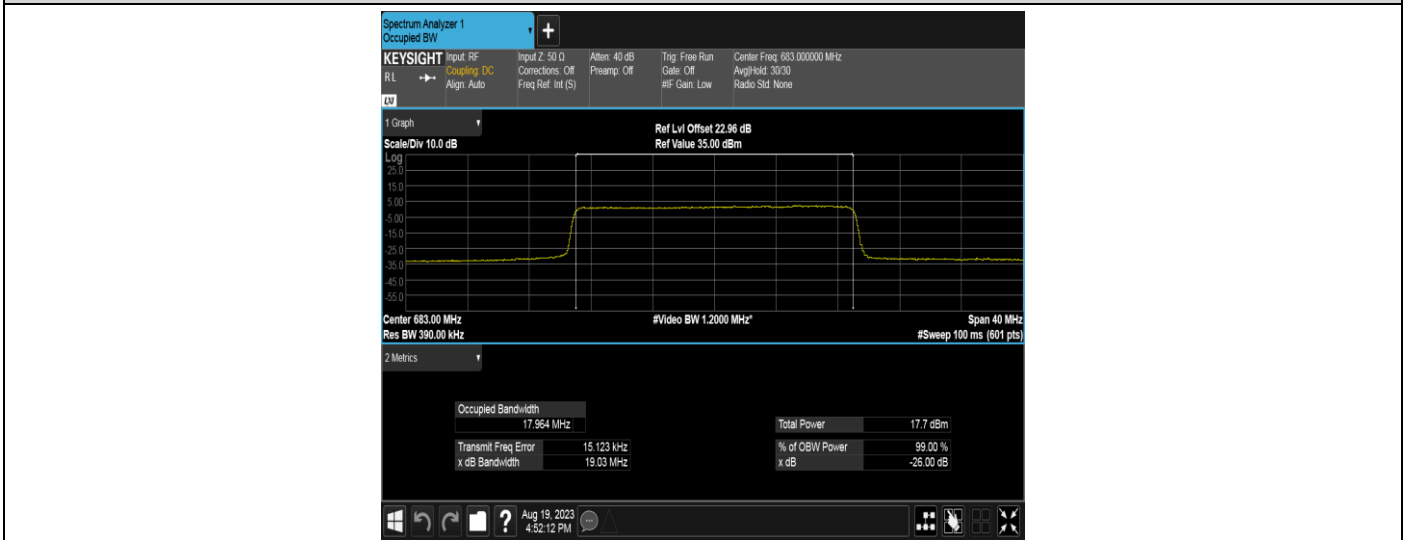 Spectrum Analyzer 1
Occupied BW
KEYSIGHT Input: RF Input Z: 50 Ω Atten: 40 dB Trig: Free Run Center Freq: 683.000000 MHz
R L Coupling: DC Corrections: Off Preamp: Off Gate: Off Avg|Hold: 30/30
Align: Auto Freq Ref: Int (S) #IF Gain: Low Radio Std: None
LXI
1 Graph
Ref Lvl Offset 22.96 dB
Scale/Div 10.0 dB Ref Value 35.00 dBm
Log
25.0
15.0
5.00
-5.00
-15.0
-25.0
-35.0
-45.0
-55.0
Center 683.00 MHz #Video BW 1.2000 MHz* Span 40 MHz
Res BW 390.00 kHz #Sweep 100 ms (601 pts)
2 Metrics
Occupied Bandwidth
17.964 MHz Total Power 17.7 dBm
Transmit Freq Error 15.123 kHz % of OBW Power 99.00 %
x dB Bandwidth 19.03 MHz x dB -26.00 dB
? Aug 19, 2023
4:52:12 PM